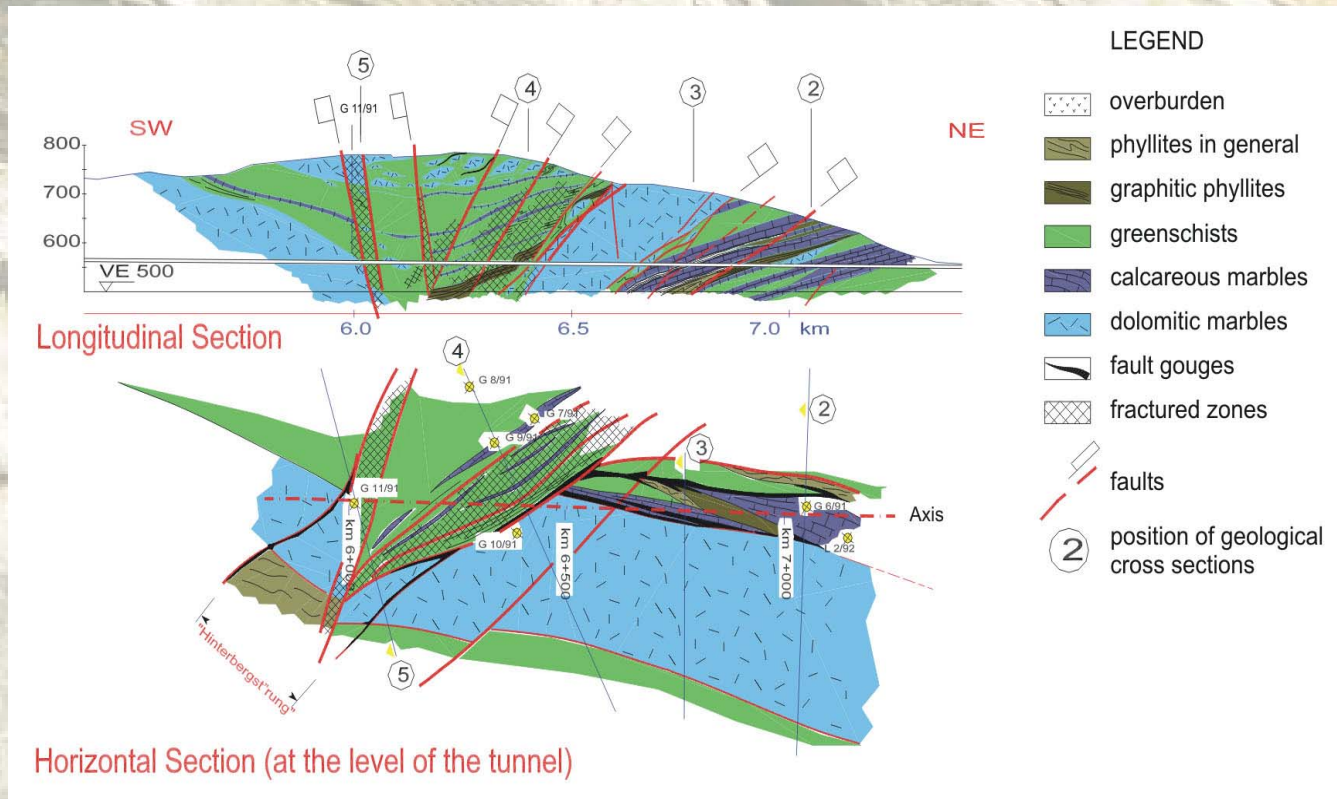 LEGEND
overburden
phyllites in general
graphitic phyllites
greenschists
calcareous marbles
dolomitic marbles
fault gouges
fractured zones
faults
2 position of geological
cross sections
5
4
3
2
G 11/91
SW
NE
800
700
600
VE 500
6.0
6.5
7.0 km
Longitudinal Section
4
G 8/91
G 7/91
G 9/91
2
3
G 11/91
G 6/91
Axis
G 10/91
L 2/92
km 6+00
km 6+500
km 7+000
"Hinterbergst"rung"
5
Horizontal Section (at the level of the tunnel)